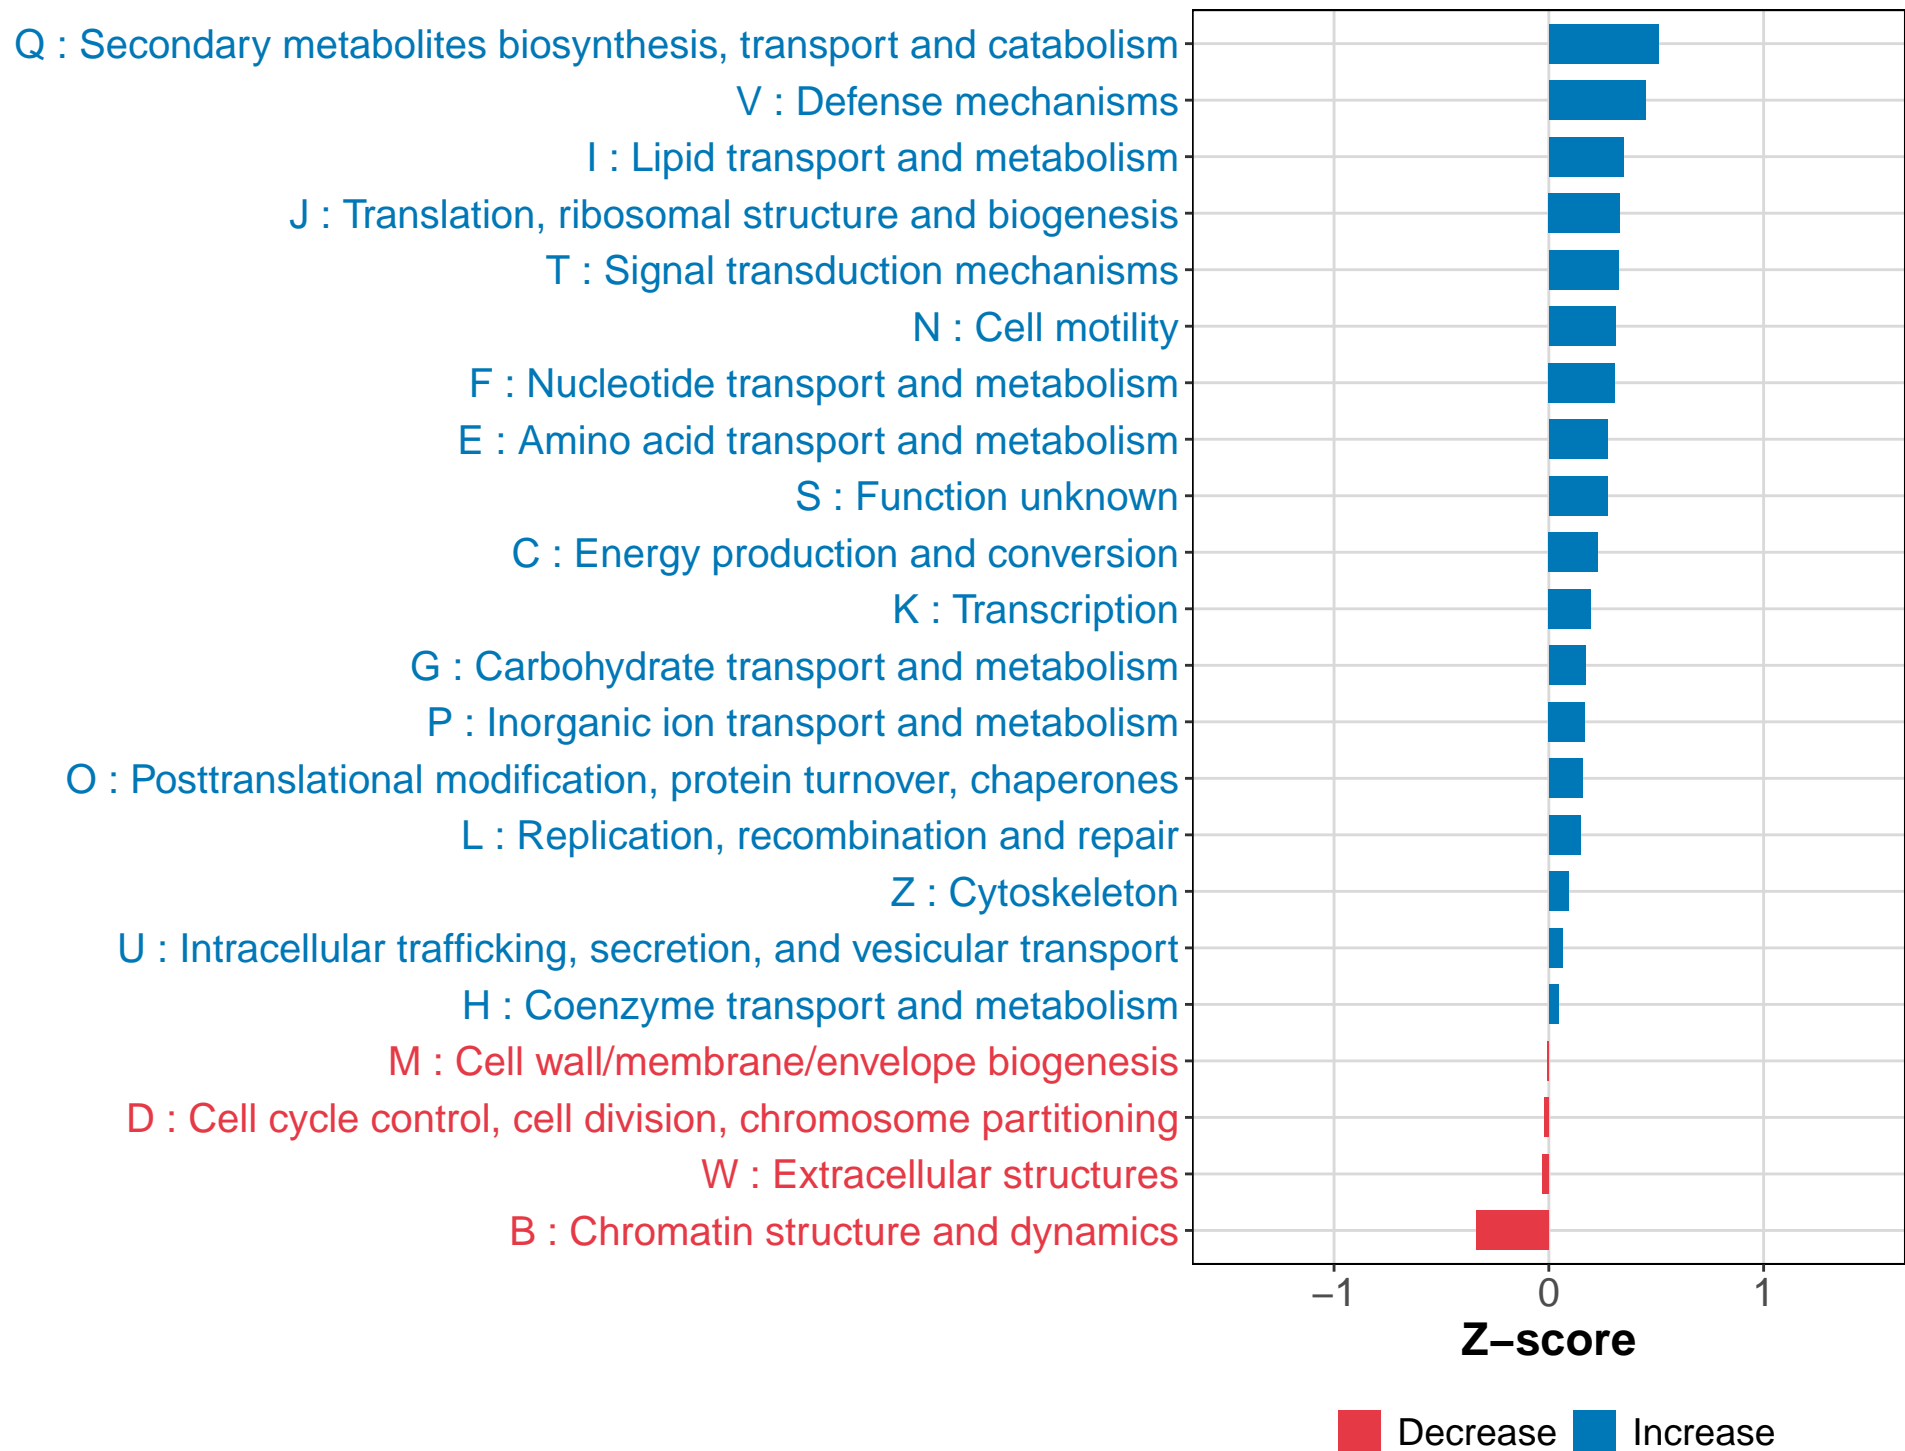 Q : Secondary metabolites biosynthesis, transport and catabolism
V : Defense mechanisms
I : Lipid transport and metabolism
J : Translation, ribosomal structure and biogenesis
T : Signal transduction mechanisms
N : Cell motility
F : Nucleotide transport and metabolism
E : Amino acid transport and metabolism
S : Function unknown
C : Energy production and conversion
K : Transcription
G : Carbohydrate transport and metabolism
P : Inorganic ion transport and metabolism
O : Posttranslational modification, protein turnover, chaperones
L : Replication, recombination and repair
Z : Cytoskeleton
U : Intracellular trafficking, secretion, and vesicular transport
H : Coenzyme transport and metabolism
M : Cell wall/membrane/envelope biogenesis
D : Cell cycle control, cell division, chromosome partitioning
W : Extracellular structures
B : Chromatin structure and dynamics
−1 0 1
Z−score
Decrease Increase